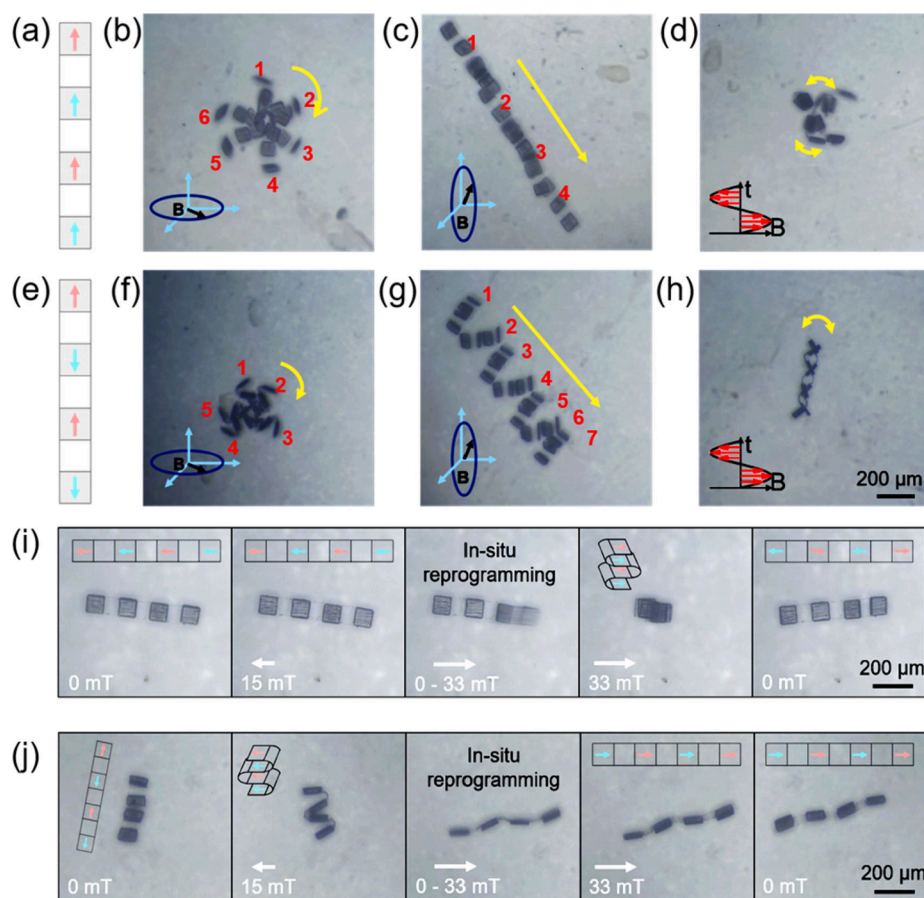 (a)
(b)
1
2
3
4
5
6
B
(c)
1
2
3
4
B
(d)
t
B
(e)
(f)
1
2
3
4
5
B
(g)
1
2
3
4
5
6
7
B
(h)
t
B
200 µm
(i)
0 mT
15 mT
In-situ
reprogramming
0 - 33 mT
33 mT
0 mT
200 µm
(j)
0 mT
15 mT
In-situ
reprogramming
0 - 33 mT
33 mT
0 mT
200 µm